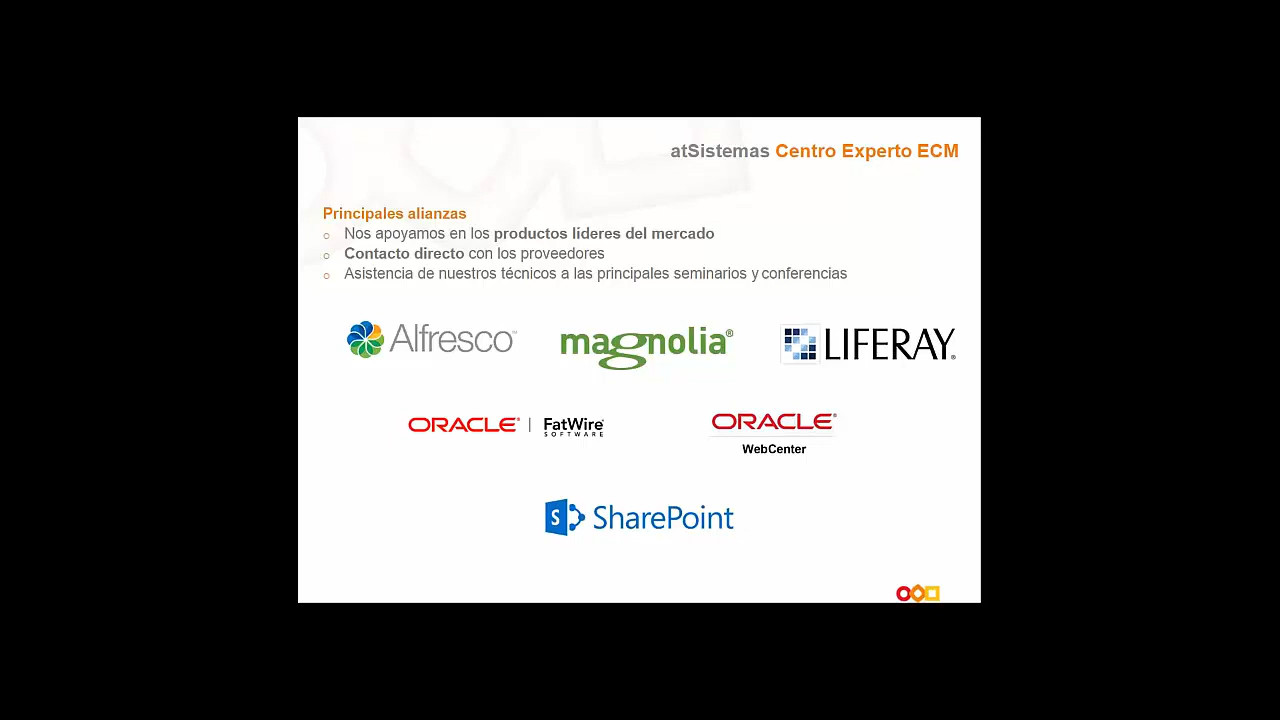 atSistemas Centro Experto ECM
Principales alianzas
o Nos apoyamos en los productos líderes del mercado
o Contacto directo con los proveedores
o Asistencia de nuestros técnicos a las principales seminarios y conferencias
Alfresco™
magnolia®
LIFERAY®
ORACLE® | FatWire SOFTWARE
ORACLE®
WebCenter
S SharePoint